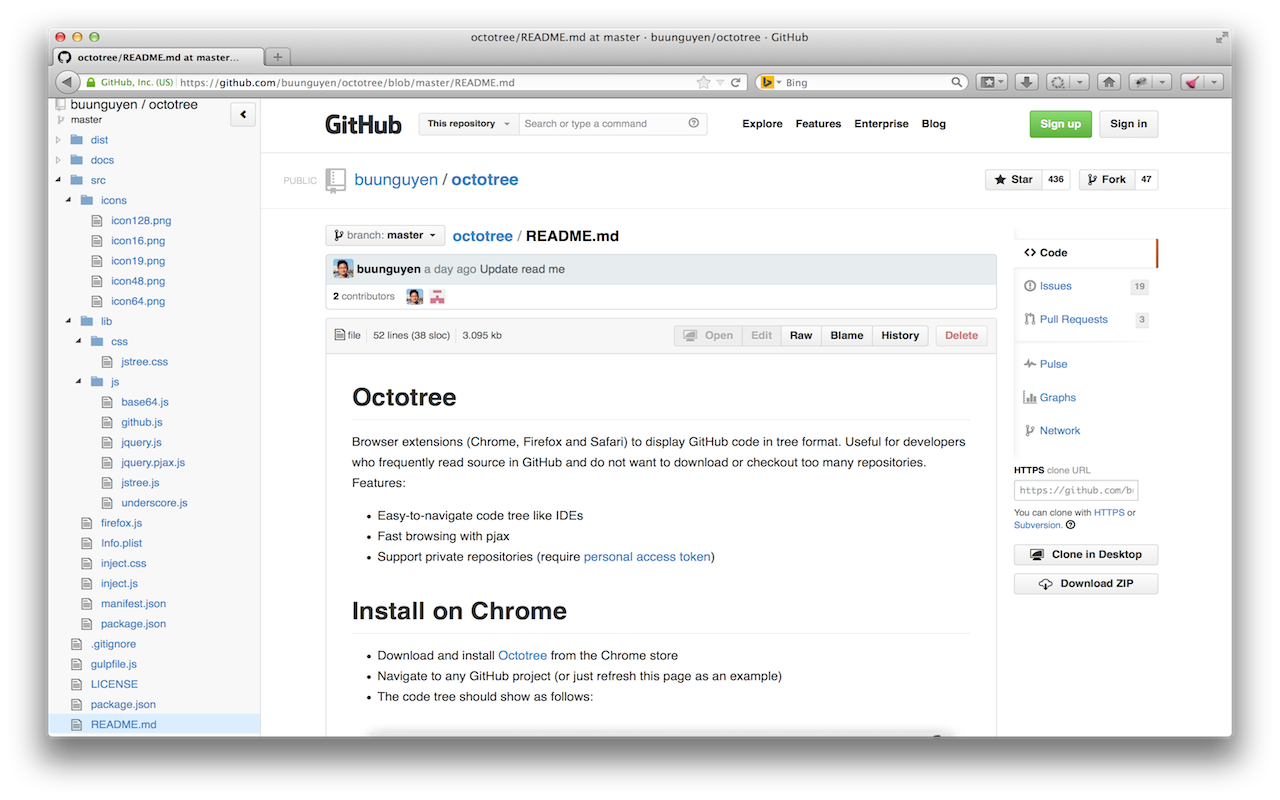 octotree/README.md at master · buunguyen/octotree · GitHub
octotree/README.md at master...
GitHub, Inc. (US) https://github.com/buunguyen/octotree/blob/master/README.md
Bing
buunguyen / octotree
master
dist
docs
src
icons
icon128.png
icon16.png
icon19.png
icon48.png
icon64.png
lib
css
jstree.css
js
base64.js
github.js
jquery.js
jquery.pjax.js
jstree.js
underscore.js
firefox.js
Info.plist
inject.css
inject.js
manifest.json
package.json
.gitignore
gulpfile.js
LICENSE
package.json
README.md
GitHub This repository Search or type a command Explore Features Enterprise Blog Sign up Sign in
PUBLIC buunguyen / octotree Star 436 Fork 47
branch: master octotree / README.md
buunguyen a day ago Update read me
2 contributors
file 52 lines (38 sloc) 3.095 kb Open Edit Raw Blame History Delete
Octotree
Browser extensions (Chrome, Firefox and Safari) to display GitHub code in tree format. Useful for developers
who frequently read source in GitHub and do not want to download or checkout too many repositories.
Features:
• Easy-to-navigate code tree like IDEs
• Fast browsing with pjax
• Support private repositories (require personal access token)
Install on Chrome
• Download and install Octotree from the Chrome store
• Navigate to any GitHub project (or just refresh this page as an example)
• The code tree should show as follows:
Code
Issues 19
Pull Requests 3
Pulse
Graphs
Network
HTTPS clone URL
https://github.com/b
You can clone with HTTPS or
Subversion.
Clone in Desktop
Download ZIP